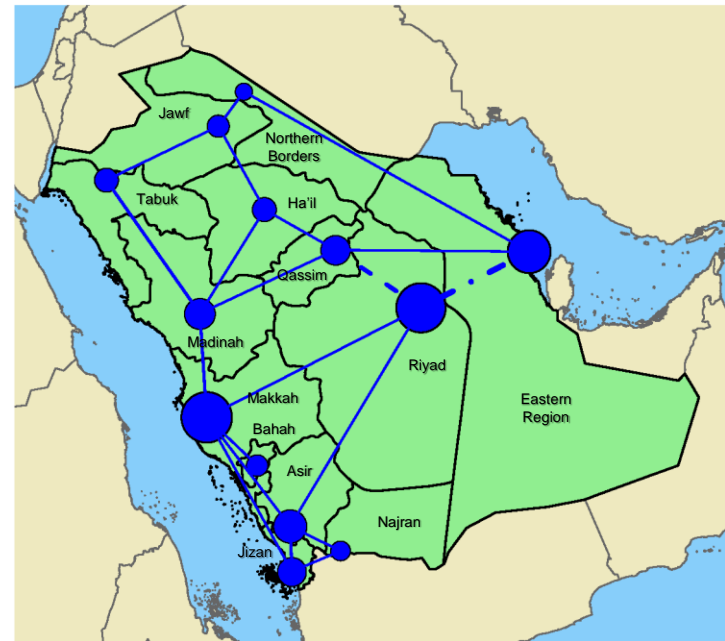 Jawf
Northern
Borders
Tabuk
Ha'il
Qassim
Madinah
Riyad
Makkah
Eastern
Region
Bahah
Asir
Najran
Jizan